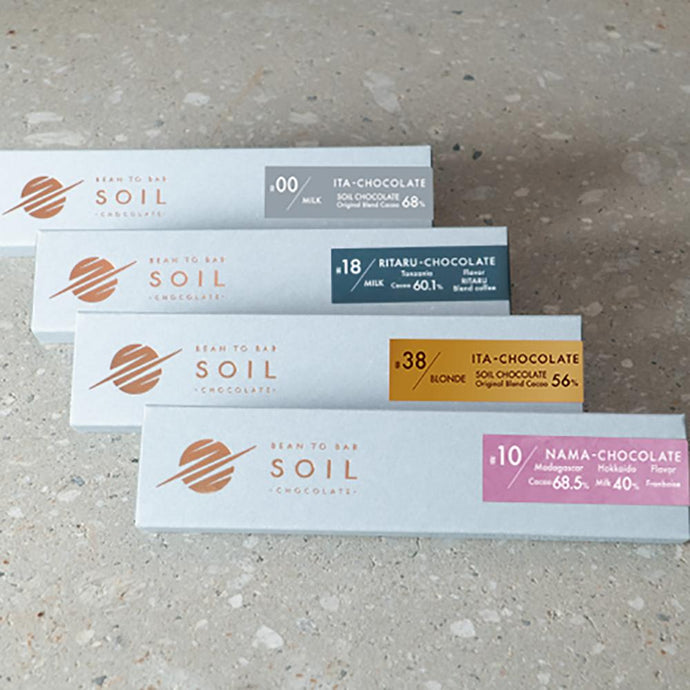 BEAN TO BAR
SOIL
-CHOCOLATE-
#00/MILK
ITA-CHOCOLATE
SOIL CHOCOLATE
Original Blend Cacao 68%
BEAN TO BAR
SOIL
-CHOCOLATE-
#18/MILK
RITARU-CHOCOLATE
Tanzania
Cacao 60.1%
Flavor
RITARU
Blend coffee
BEAN TO BAR
SOIL
-CHOCOLATE-
#38/BLONDE
ITA-CHOCOLATE
SOIL CHOCOLATE
Original Blend Cacao 56%
BEAN TO BAR
SOIL
-CHOCOLATE-
#10/
NAMA-CHOCOLATE
Madagascar Hokkaido Flavor
Cacao 68.5% Milk 40% Framboise